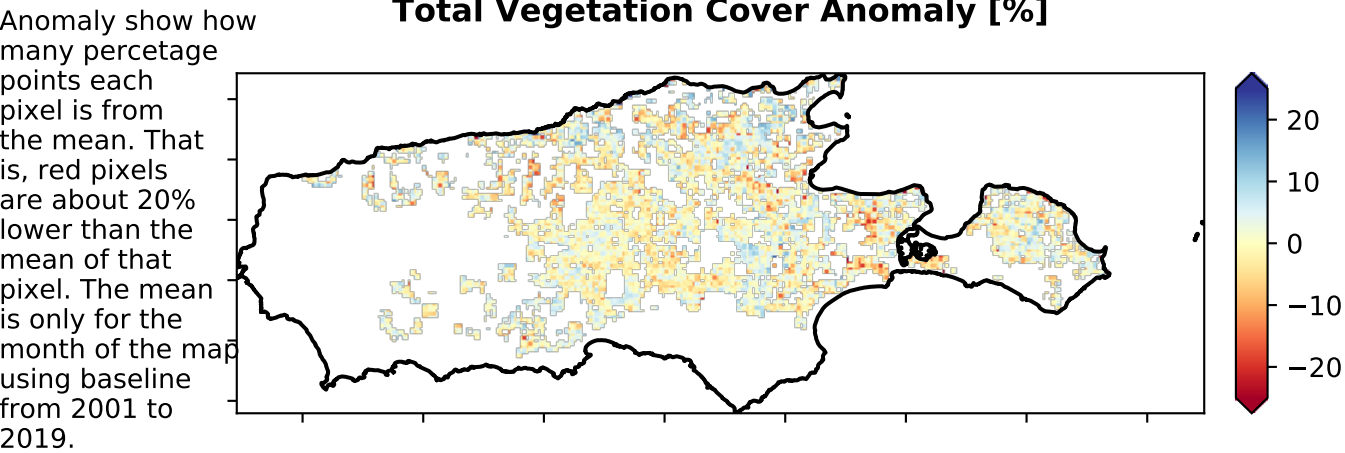 Total Vegetation Cover Anomaly [%]
Anomaly show how
many percetage
points each
pixel is from
the mean. That
is, red pixels
are about 20%
lower than the
mean of that
pixel. The mean
is only for the
month of the map
using baseline
from 2001 to
2019.
20
10
0
−10
−20